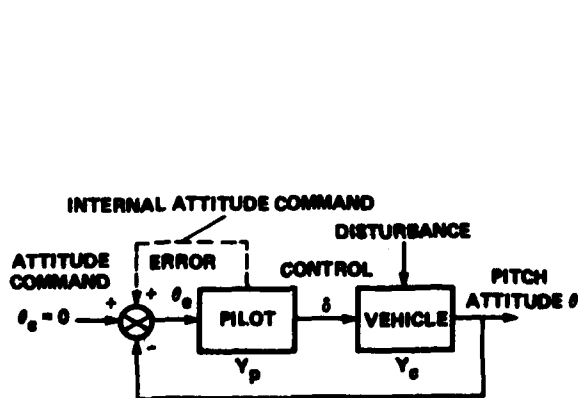 INTERNAL ATTITUDE COMMAND
DISTURBANCE
ATTITUDE
COMMAND
ERROR
CONTROL
PITCH
ATTITUDE θ
+
+
θc = 0
θe
PILOT
δ
VEHICLE
-
Yp
Yc